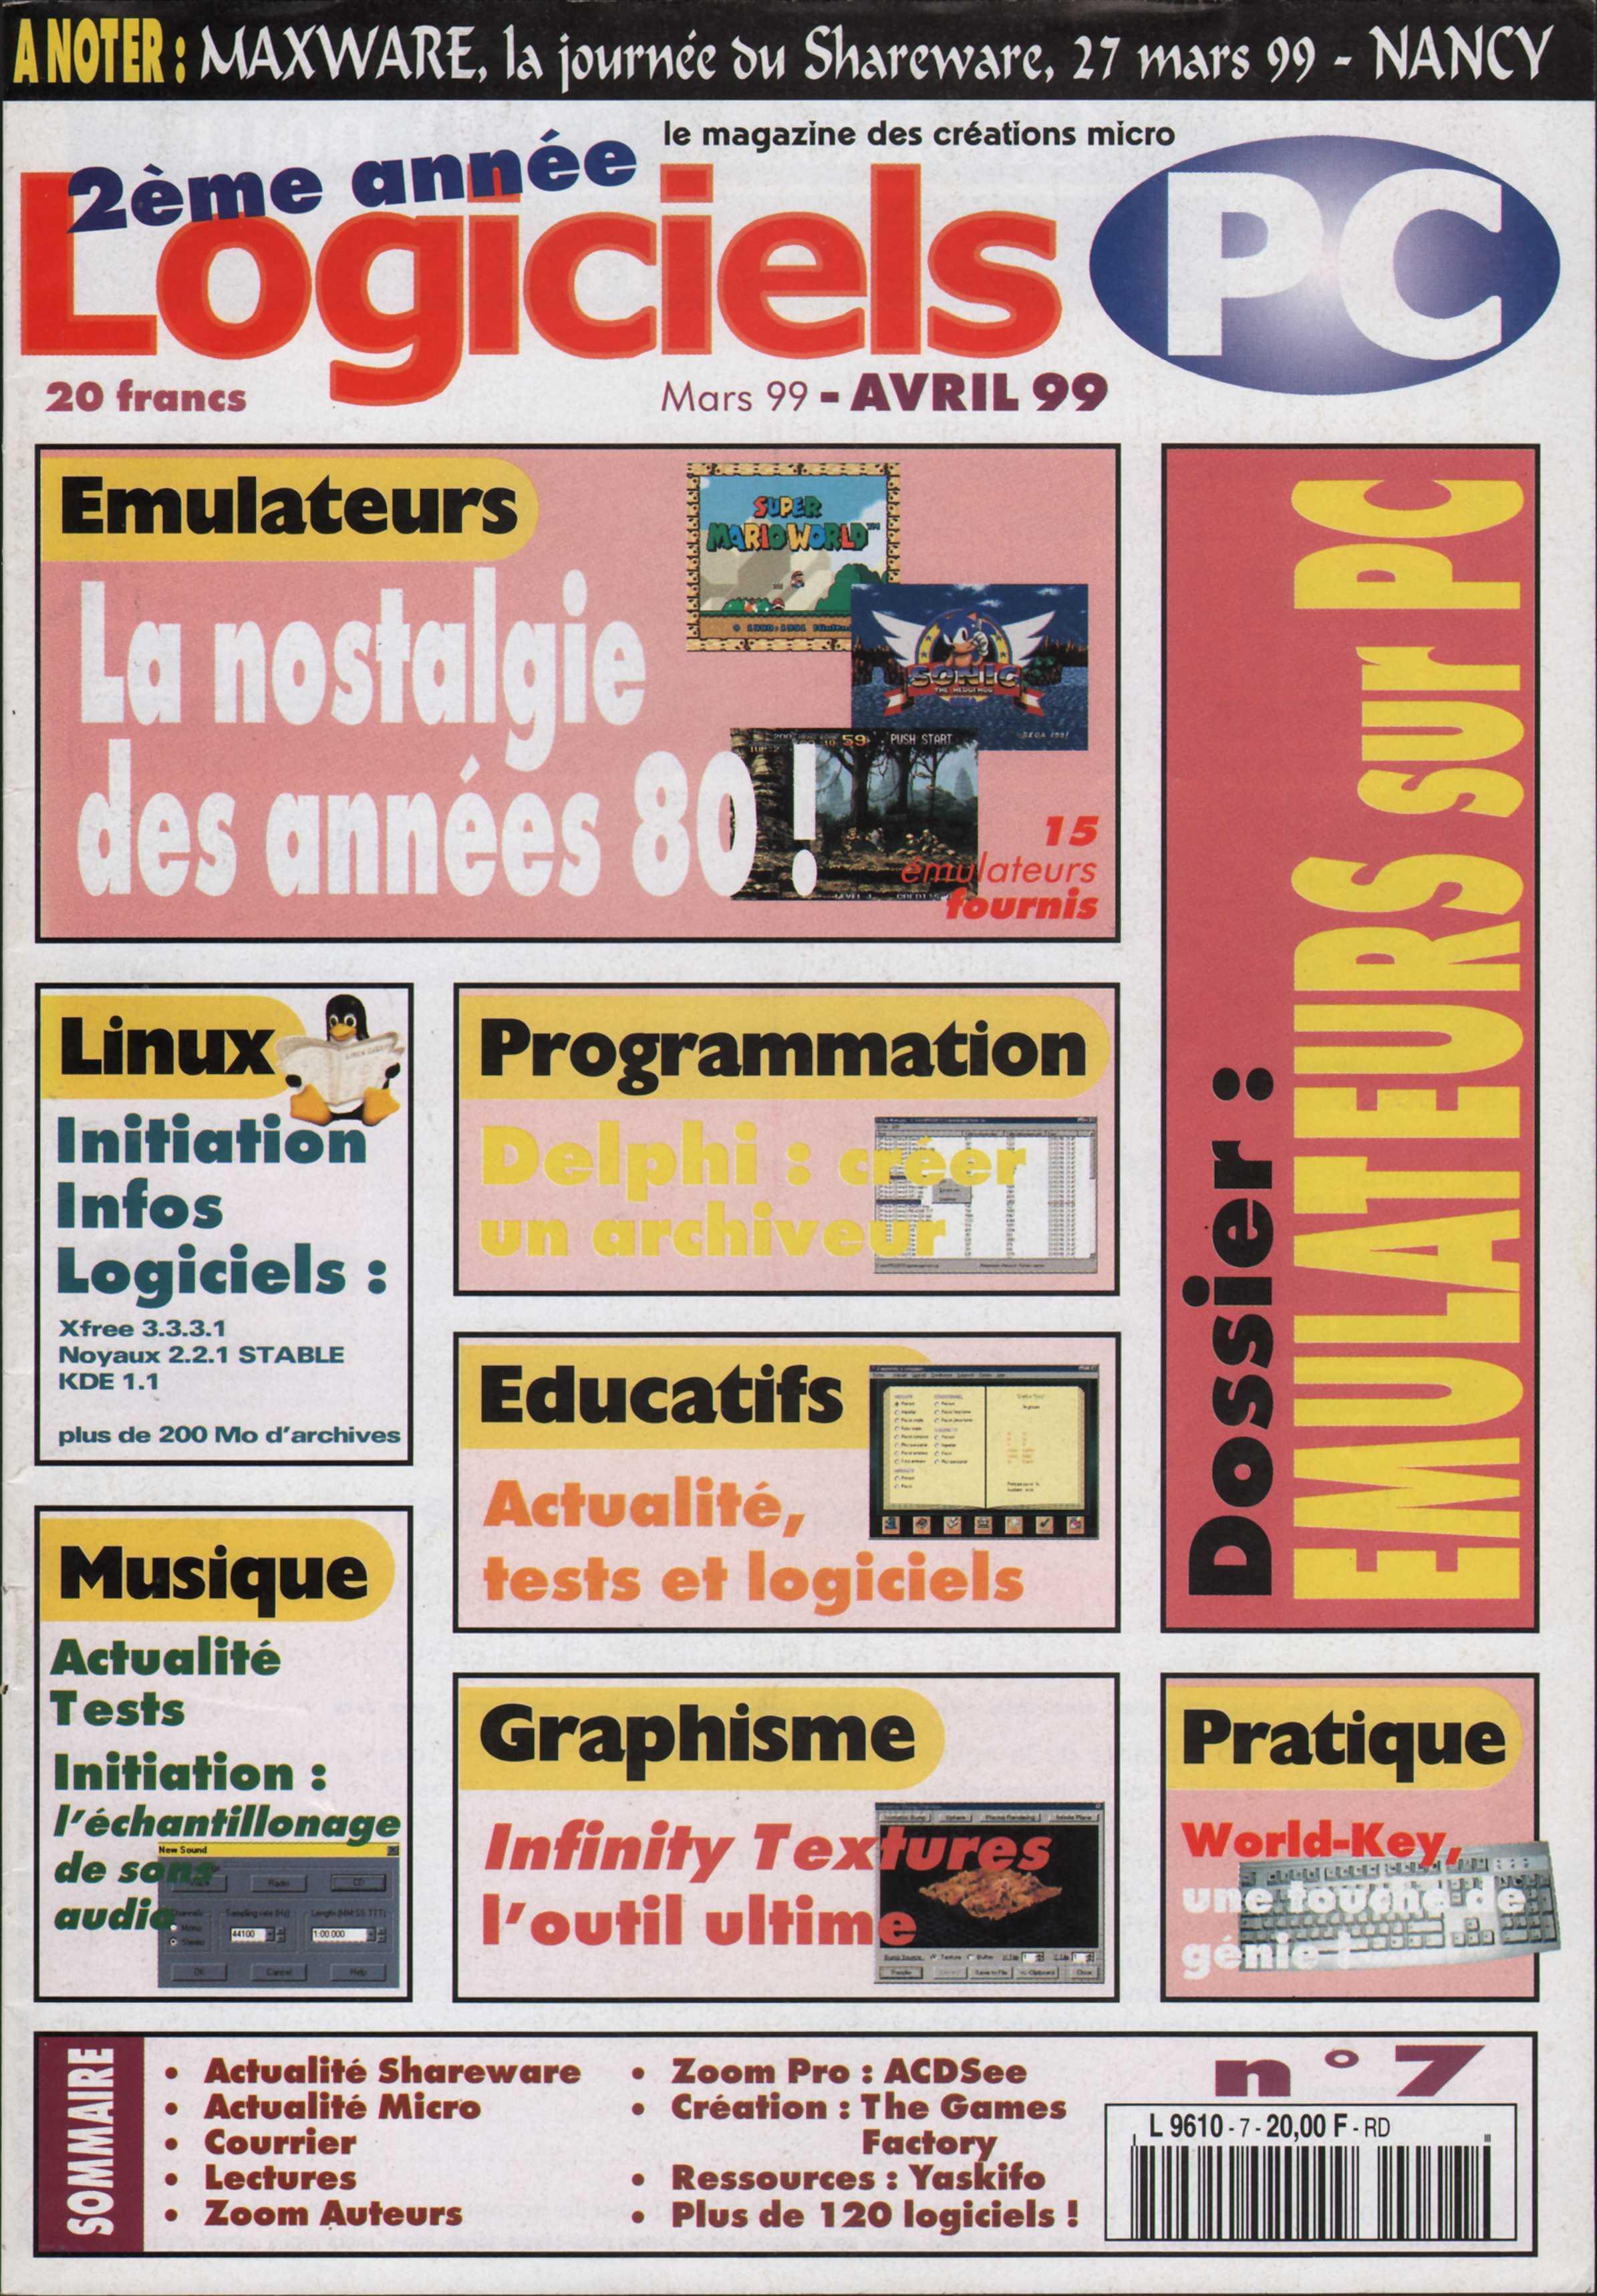 A NOTER : MAXWARE, la journée du Shareware, 27 mars 99 - NANCY
le magazine des créations micro
2ème année
Logiciels PC
20 francs
Mars 99 - AVRIL 99
Emulateurs
La nostalgie
des années 80 !
SUPER
MARIO WORLD™
SONIC
THE HEDGEHOG
SEGA 1991
PUSH START
15
émulateurs
fournis
Dossier :
EMULATEURS sur PC
Linux
Initiation
Infos
Logiciels :
Xfree 3.3.3.1
Noyaux 2.2.1 STABLE
KDE 1.1
plus de 200 Mo d'archives
Programmation
Delphi : créer
un archiveur
Educatifs
Actualité,
tests et logiciels
Musique
Actualité
Tests
Initiation :
l'échantillonage
de sons
audio
New Sound
Radio
CD
Sampling rate (Hz)
Length (MM:SS.TTT)
Mono
Stereo
44100
1:00.000
OK
Cancel
Help
Graphisme
Infinity Textures
l'outil ultime
Pratique
World-Key,
une touche de
génie !
SOMMAIRE
• Actualité Shareware
• Actualité Micro
• Courrier
• Lectures
• Zoom Auteurs
• Zoom Pro : ACDSee
• Création : The Games
Factory
• Ressources : Yaskifo
• Plus de 120 logiciels !
n° 7
L 9610 - 7 - 20,00 F - RD